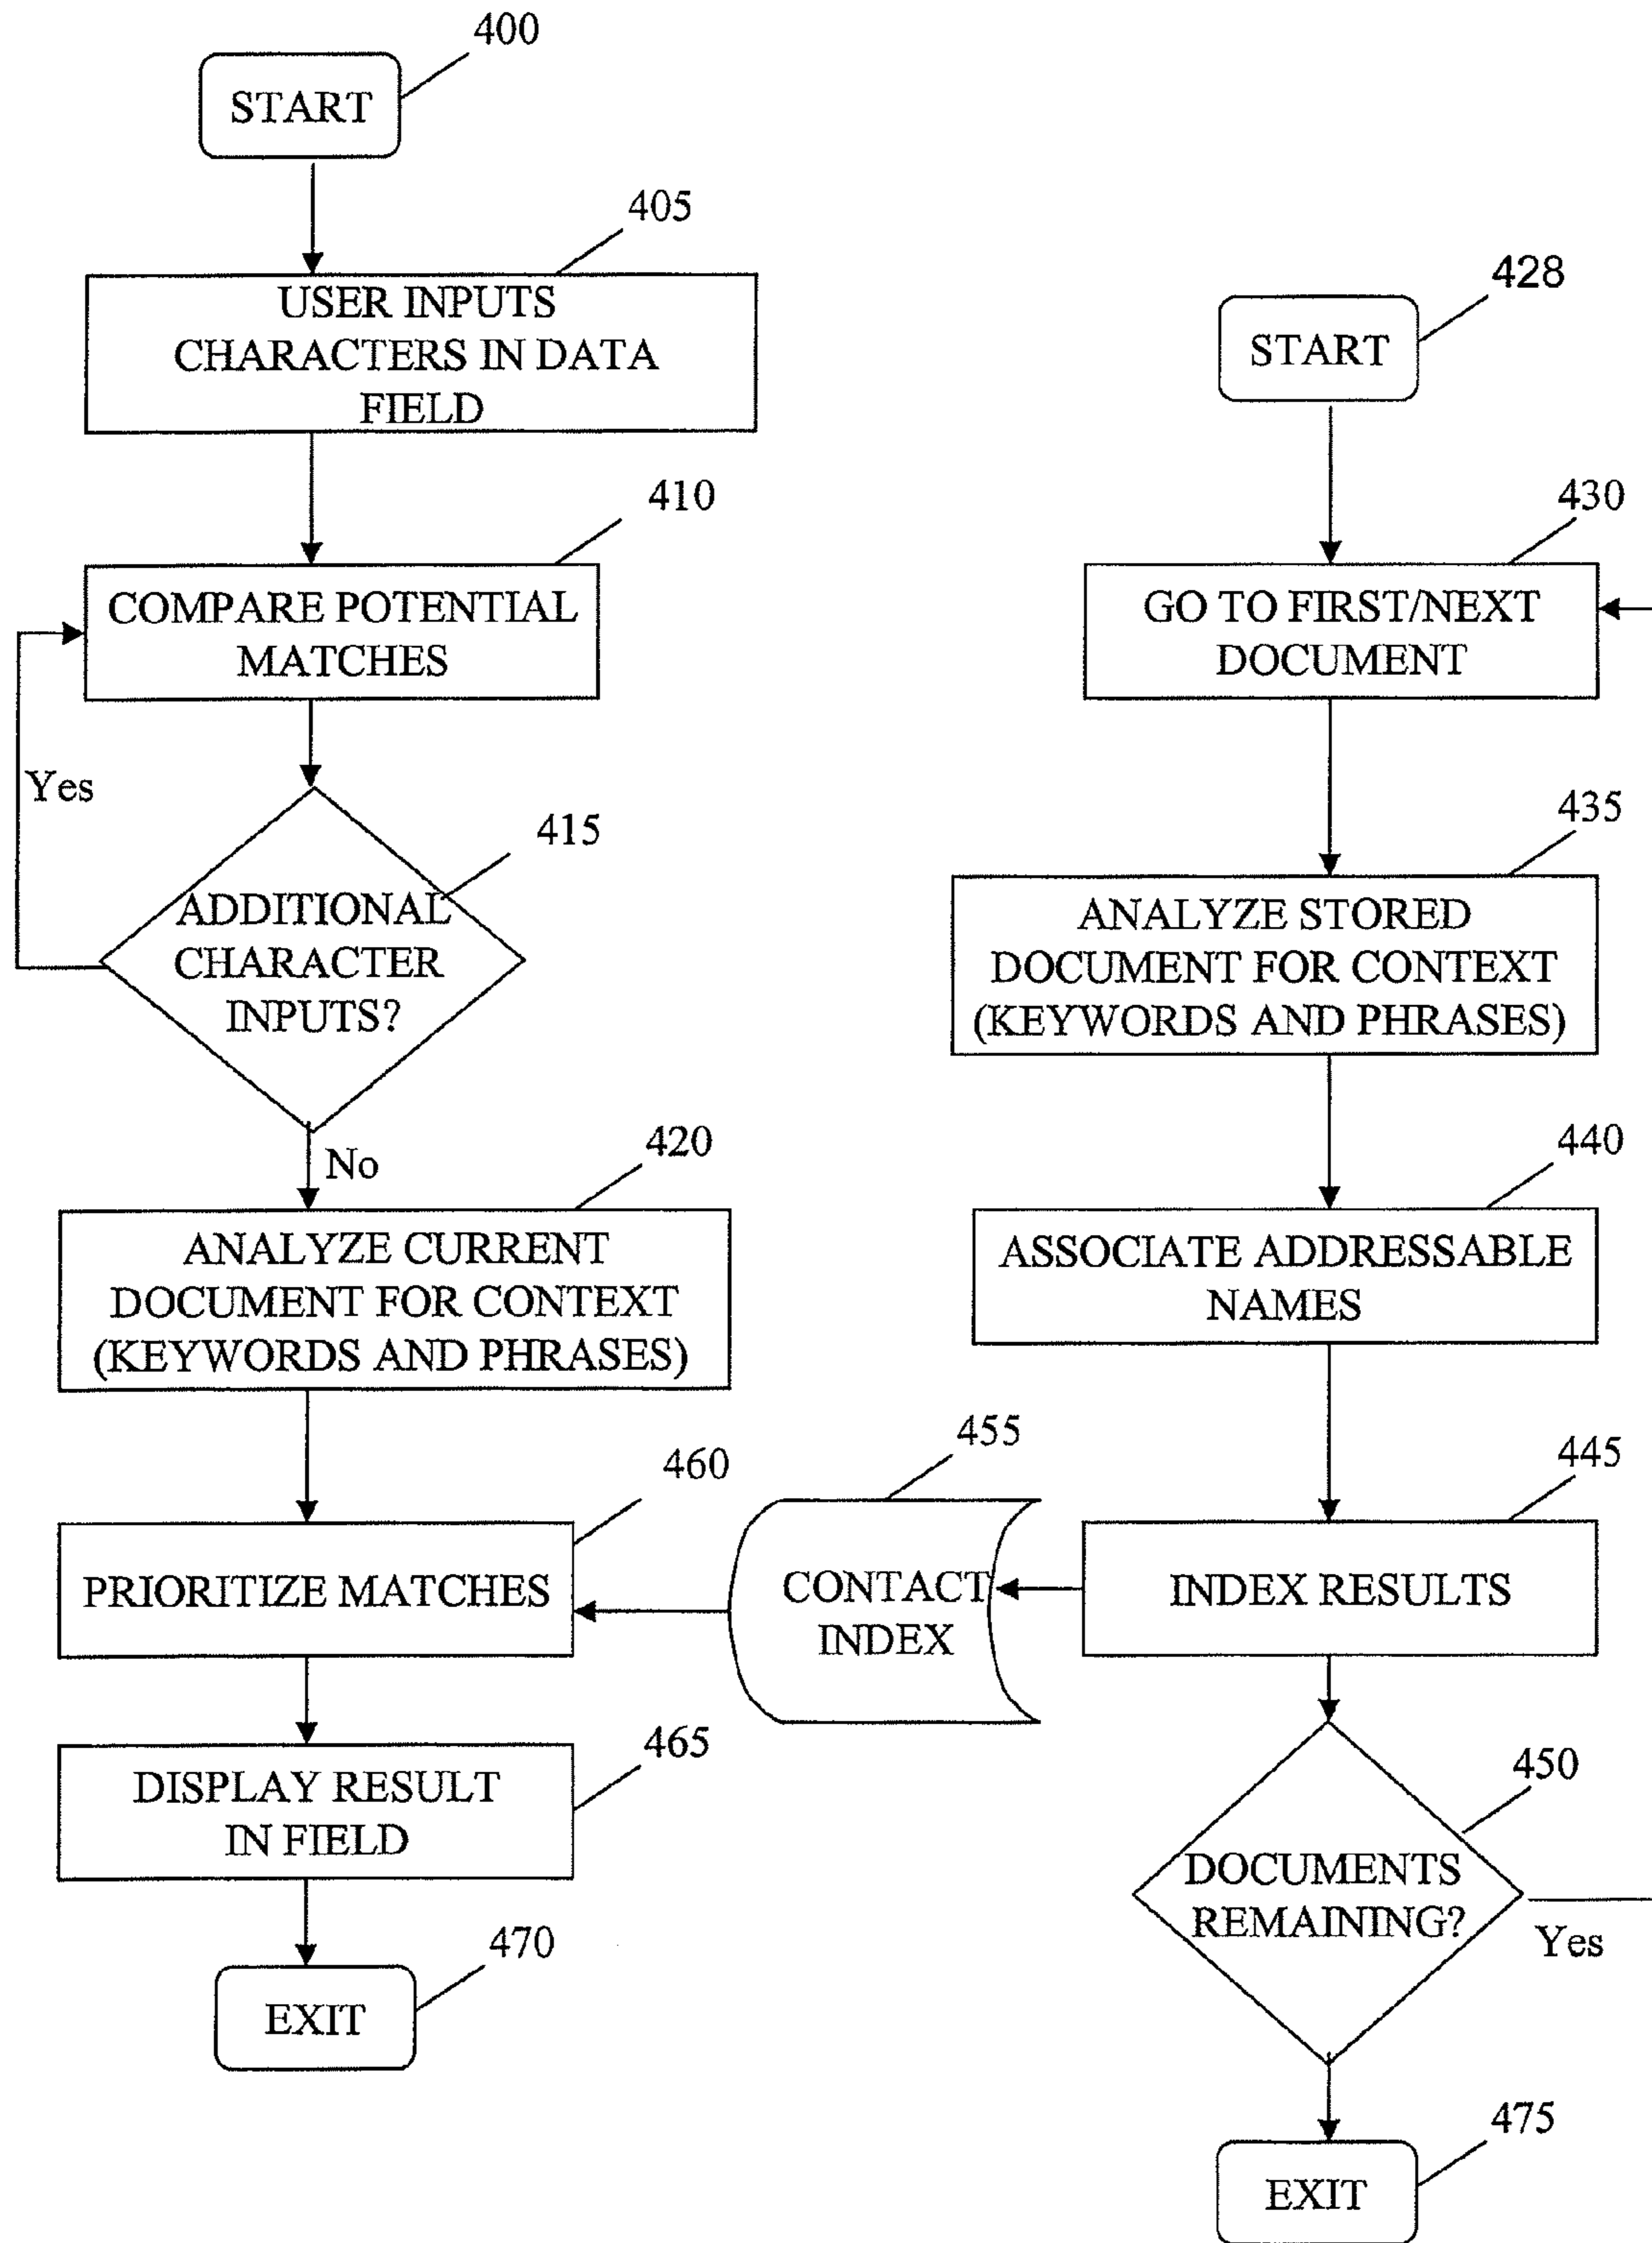 400
START
405
USER INPUTS
CHARACTERS IN DATA
FIELD
410
COMPARE POTENTIAL
MATCHES
Yes
415
ADDITIONAL
CHARACTER
INPUTS?
No
420
ANALYZE CURRENT
DOCUMENT FOR CONTEXT
(KEYWORDS AND PHRASES)
460
PRIORITIZE MATCHES
465
DISPLAY RESULT
IN FIELD
470
EXIT
428
START
430
GO TO FIRST/NEXT
DOCUMENT
435
ANALYZE STORED
DOCUMENT FOR CONTEXT
(KEYWORDS AND PHRASES)
440
ASSOCIATE ADDRESSABLE
NAMES
445
INDEX RESULTS
455
CONTACT
INDEX
450
DOCUMENTS
REMAINING?
Yes
475
EXIT